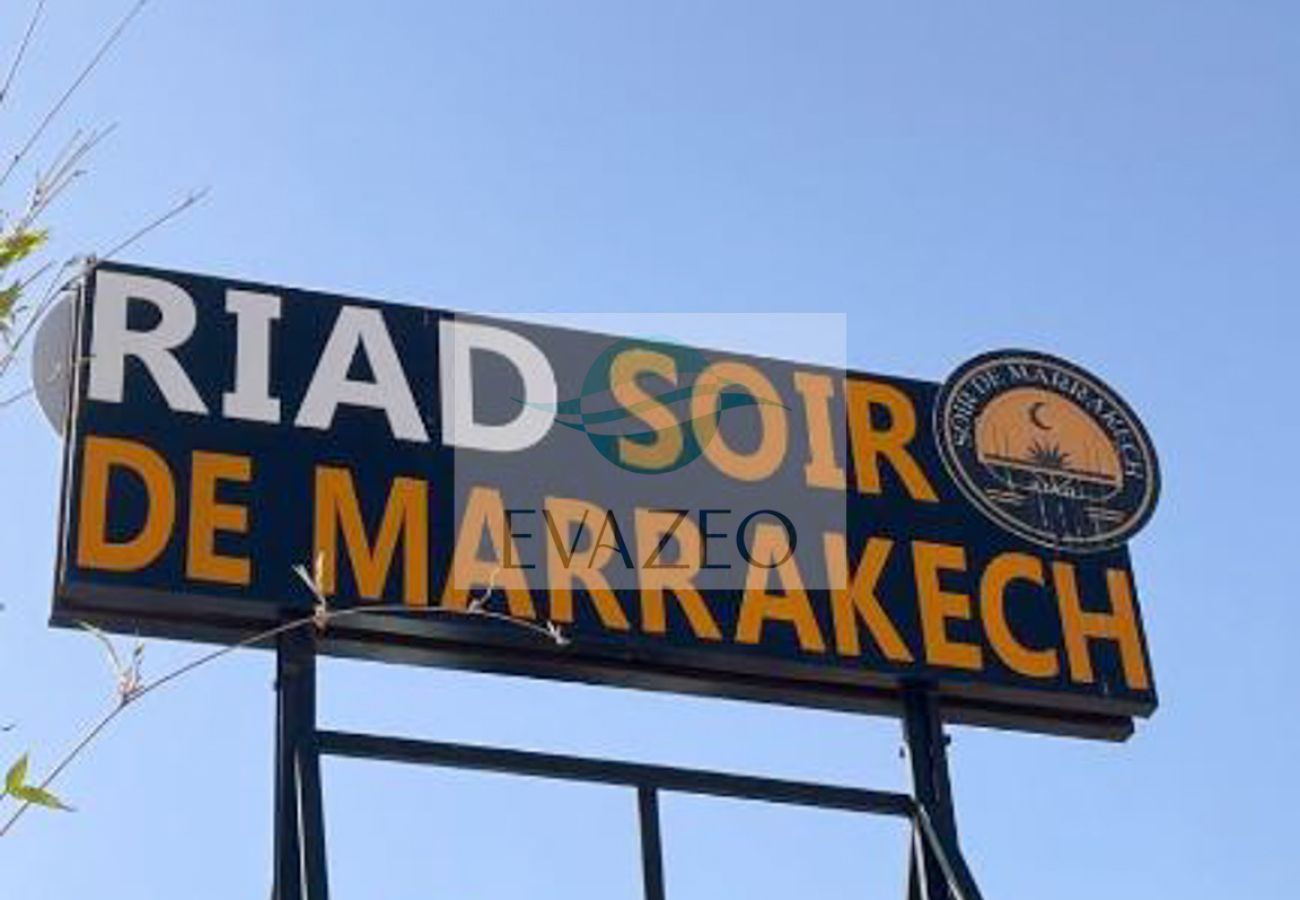 RIAD SOIR
DE MARRAKECH
SOIR DE MARRAKECH
EVAZEO